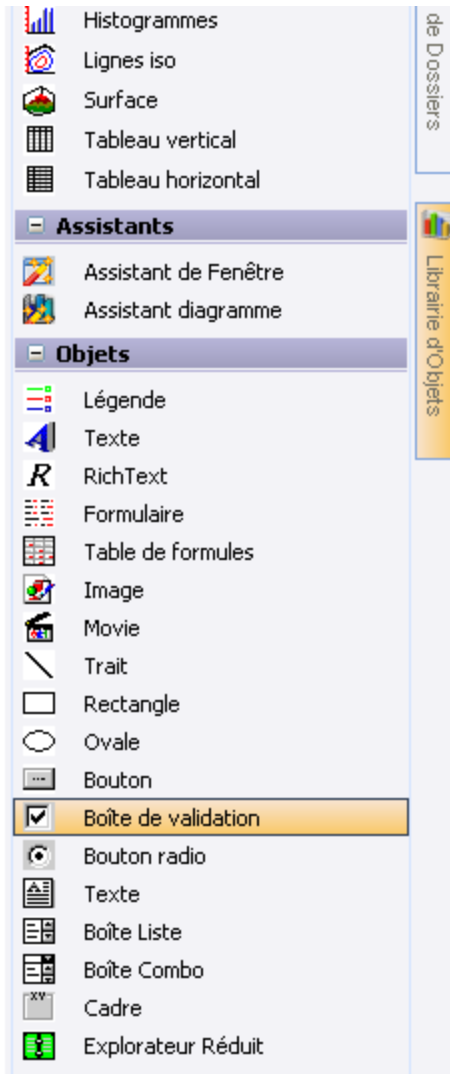 Histogrammes
Lignes iso
Surface
Tableau vertical
Tableau horizontal
Assistants
Assistant de Fenêtre
Assistant diagramme
Objets
Légende
Texte
RichText
Formulaire
Table de formules
Image
Movie
Trait
Rectangle
Ovale
Bouton
Boîte de validation
Bouton radio
Texte
Boîte Liste
Boîte Combo
Cadre
Explorateur Réduit
de Dossiers
Librairie d'Objets